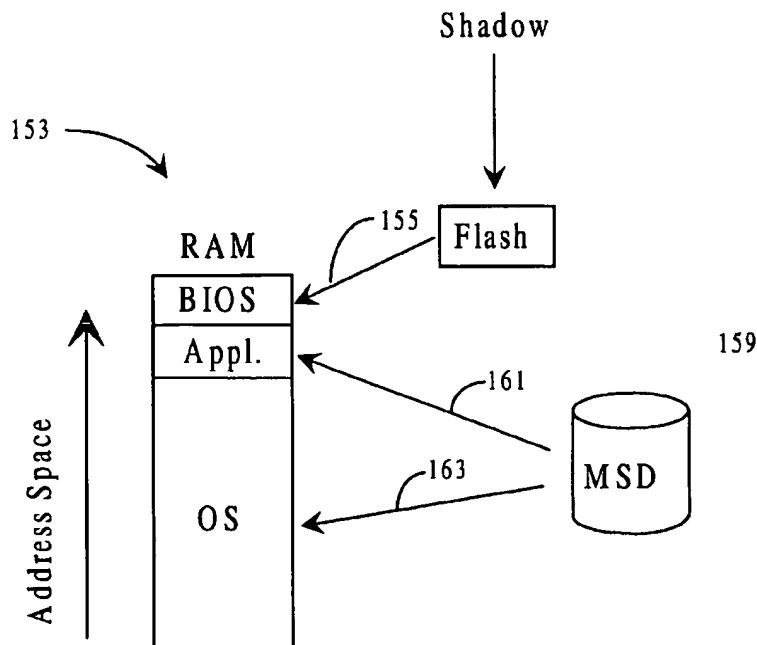 Shadow
153
155
Flash
RAM
BIOS
Appl.
159
161
MSD
163
OS
Address Space